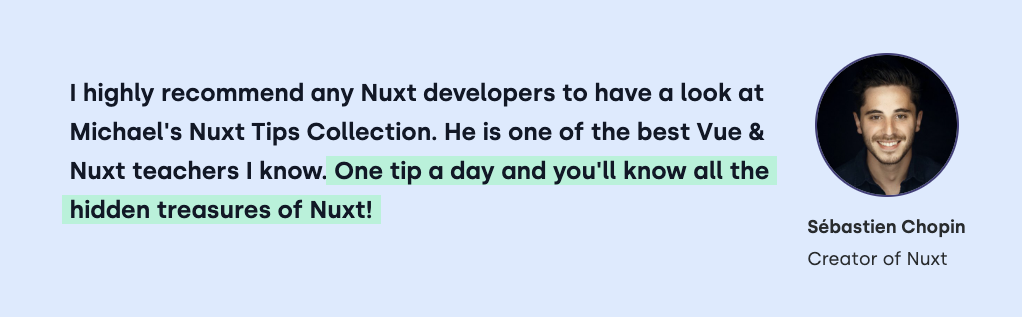 I highly recommend any Nuxt developers to have a look at
Michael's Nuxt Tips Collection. He is one of the best Vue &
Nuxt teachers I know. One tip a day and you'll know all the
hidden treasures of Nuxt!
Sébastien Chopin
Creator of Nuxt